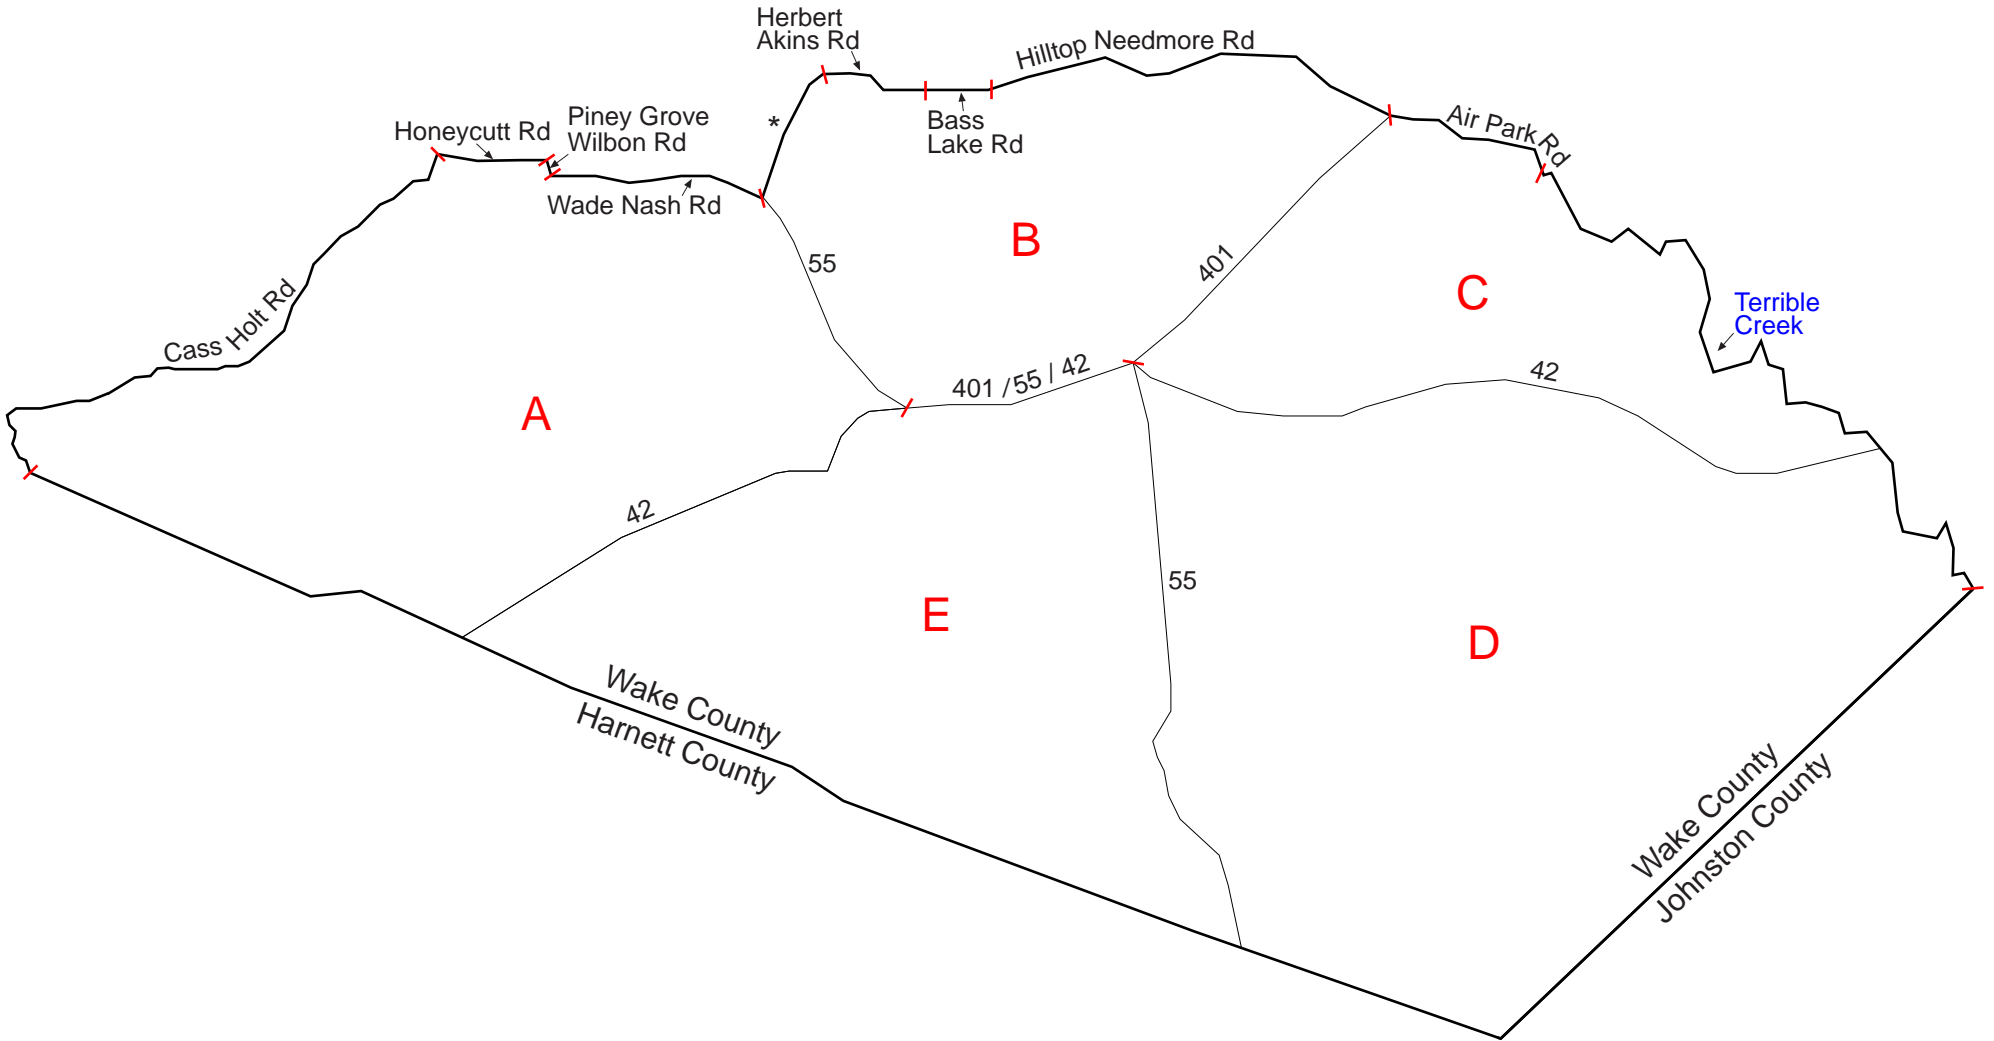 Herbert
Akins Rd
Hilltop Needmore Rd
Honeycutt Rd
Piney Grove
Wilbon Rd
*
Bass
Lake Rd
Air Park Rd
Wade Nash Rd
B
55
401
C
Terrible
Creek
Cass Holt Rd
A
401 / 55 / 42
42
42
55
E
D
Wake County
Harnett County
Wake County
Johnston County